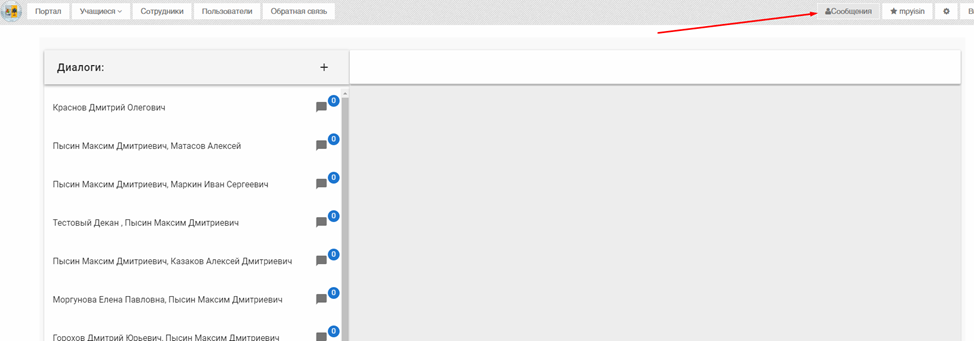 Портал Учащиеся Сотрудники Пользователи Обратная связь Сообщения mpyisin В
Диалоги: +
Краснов Дмитрий Олегович 0
Пысин Максим Дмитриевич, Матасов Алексей 0
Пысин Максим Дмитриевич, Маркин Иван Сергеевич 0
Тестовый Декан , Пысин Максим Дмитриевич 0
Пысин Максим Дмитриевич, Казаков Алексей Дмитриевич 0
Моргунова Елена Павловна, Пысин Максим Дмитриевич 0
Горохов Дмитрий Юрьевич, Пысин Максим Дмитриевич 0